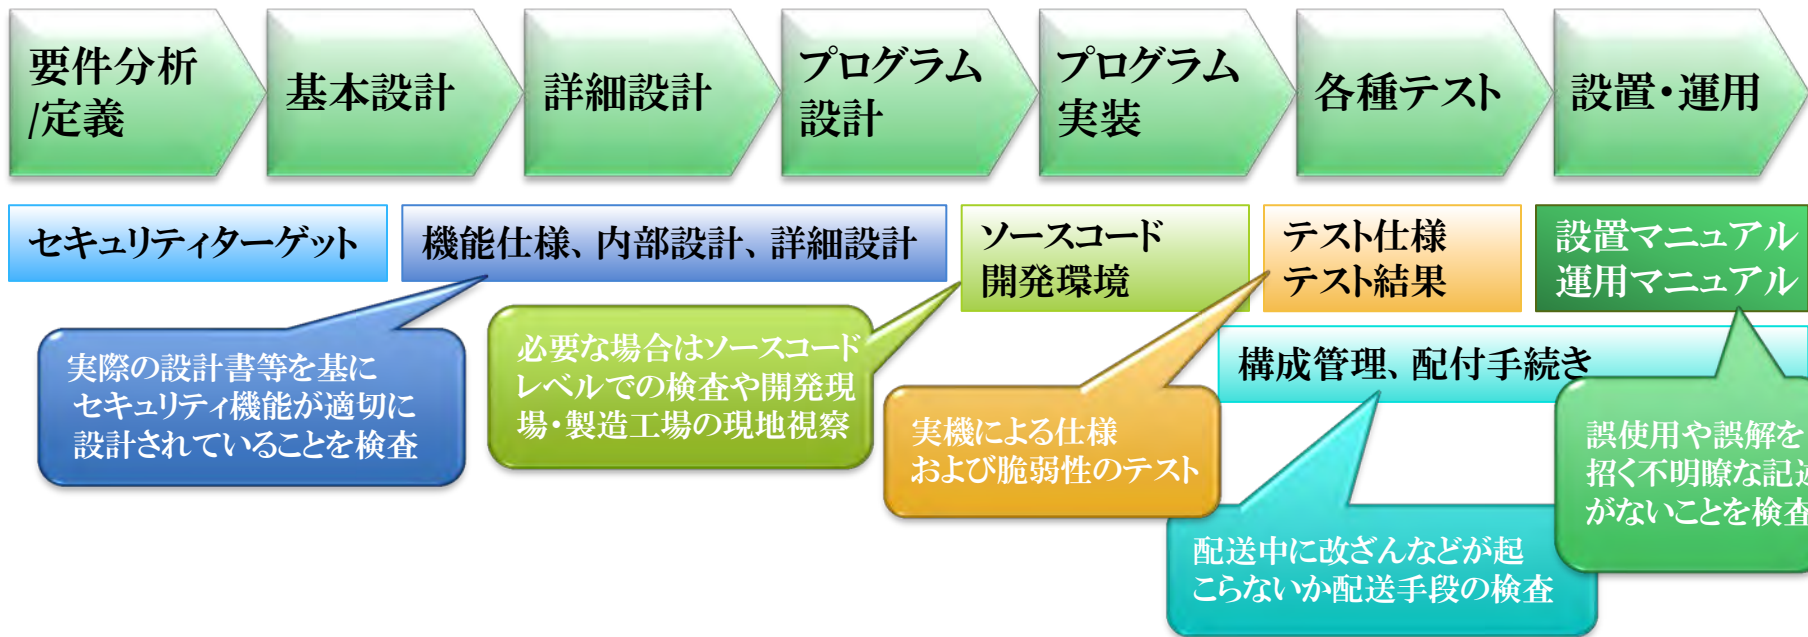 要件分析
/定義
基本設計
詳細設計
プログラム
設計
プログラム
実装
各種テスト
設置・運用
セキュリティターゲット
機能仕様、内部設計、詳細設計
ソースコード
開発環境
テスト仕様
テスト結果
設置マニュアル
運用マニュアル
構成管理、配付手続き
実際の設計書等を基に
セキュリティ機能が適切に
設計されていることを検査
必要な場合はソースコード
レベルでの検査や開発現
場・製造工場の現地視察
実機による仕様
および脆弱性のテスト
配送中に改ざんなどが起
こらないか配送手段の検査
誤使用や誤解を
招く不明瞭な記述
がないことを検査